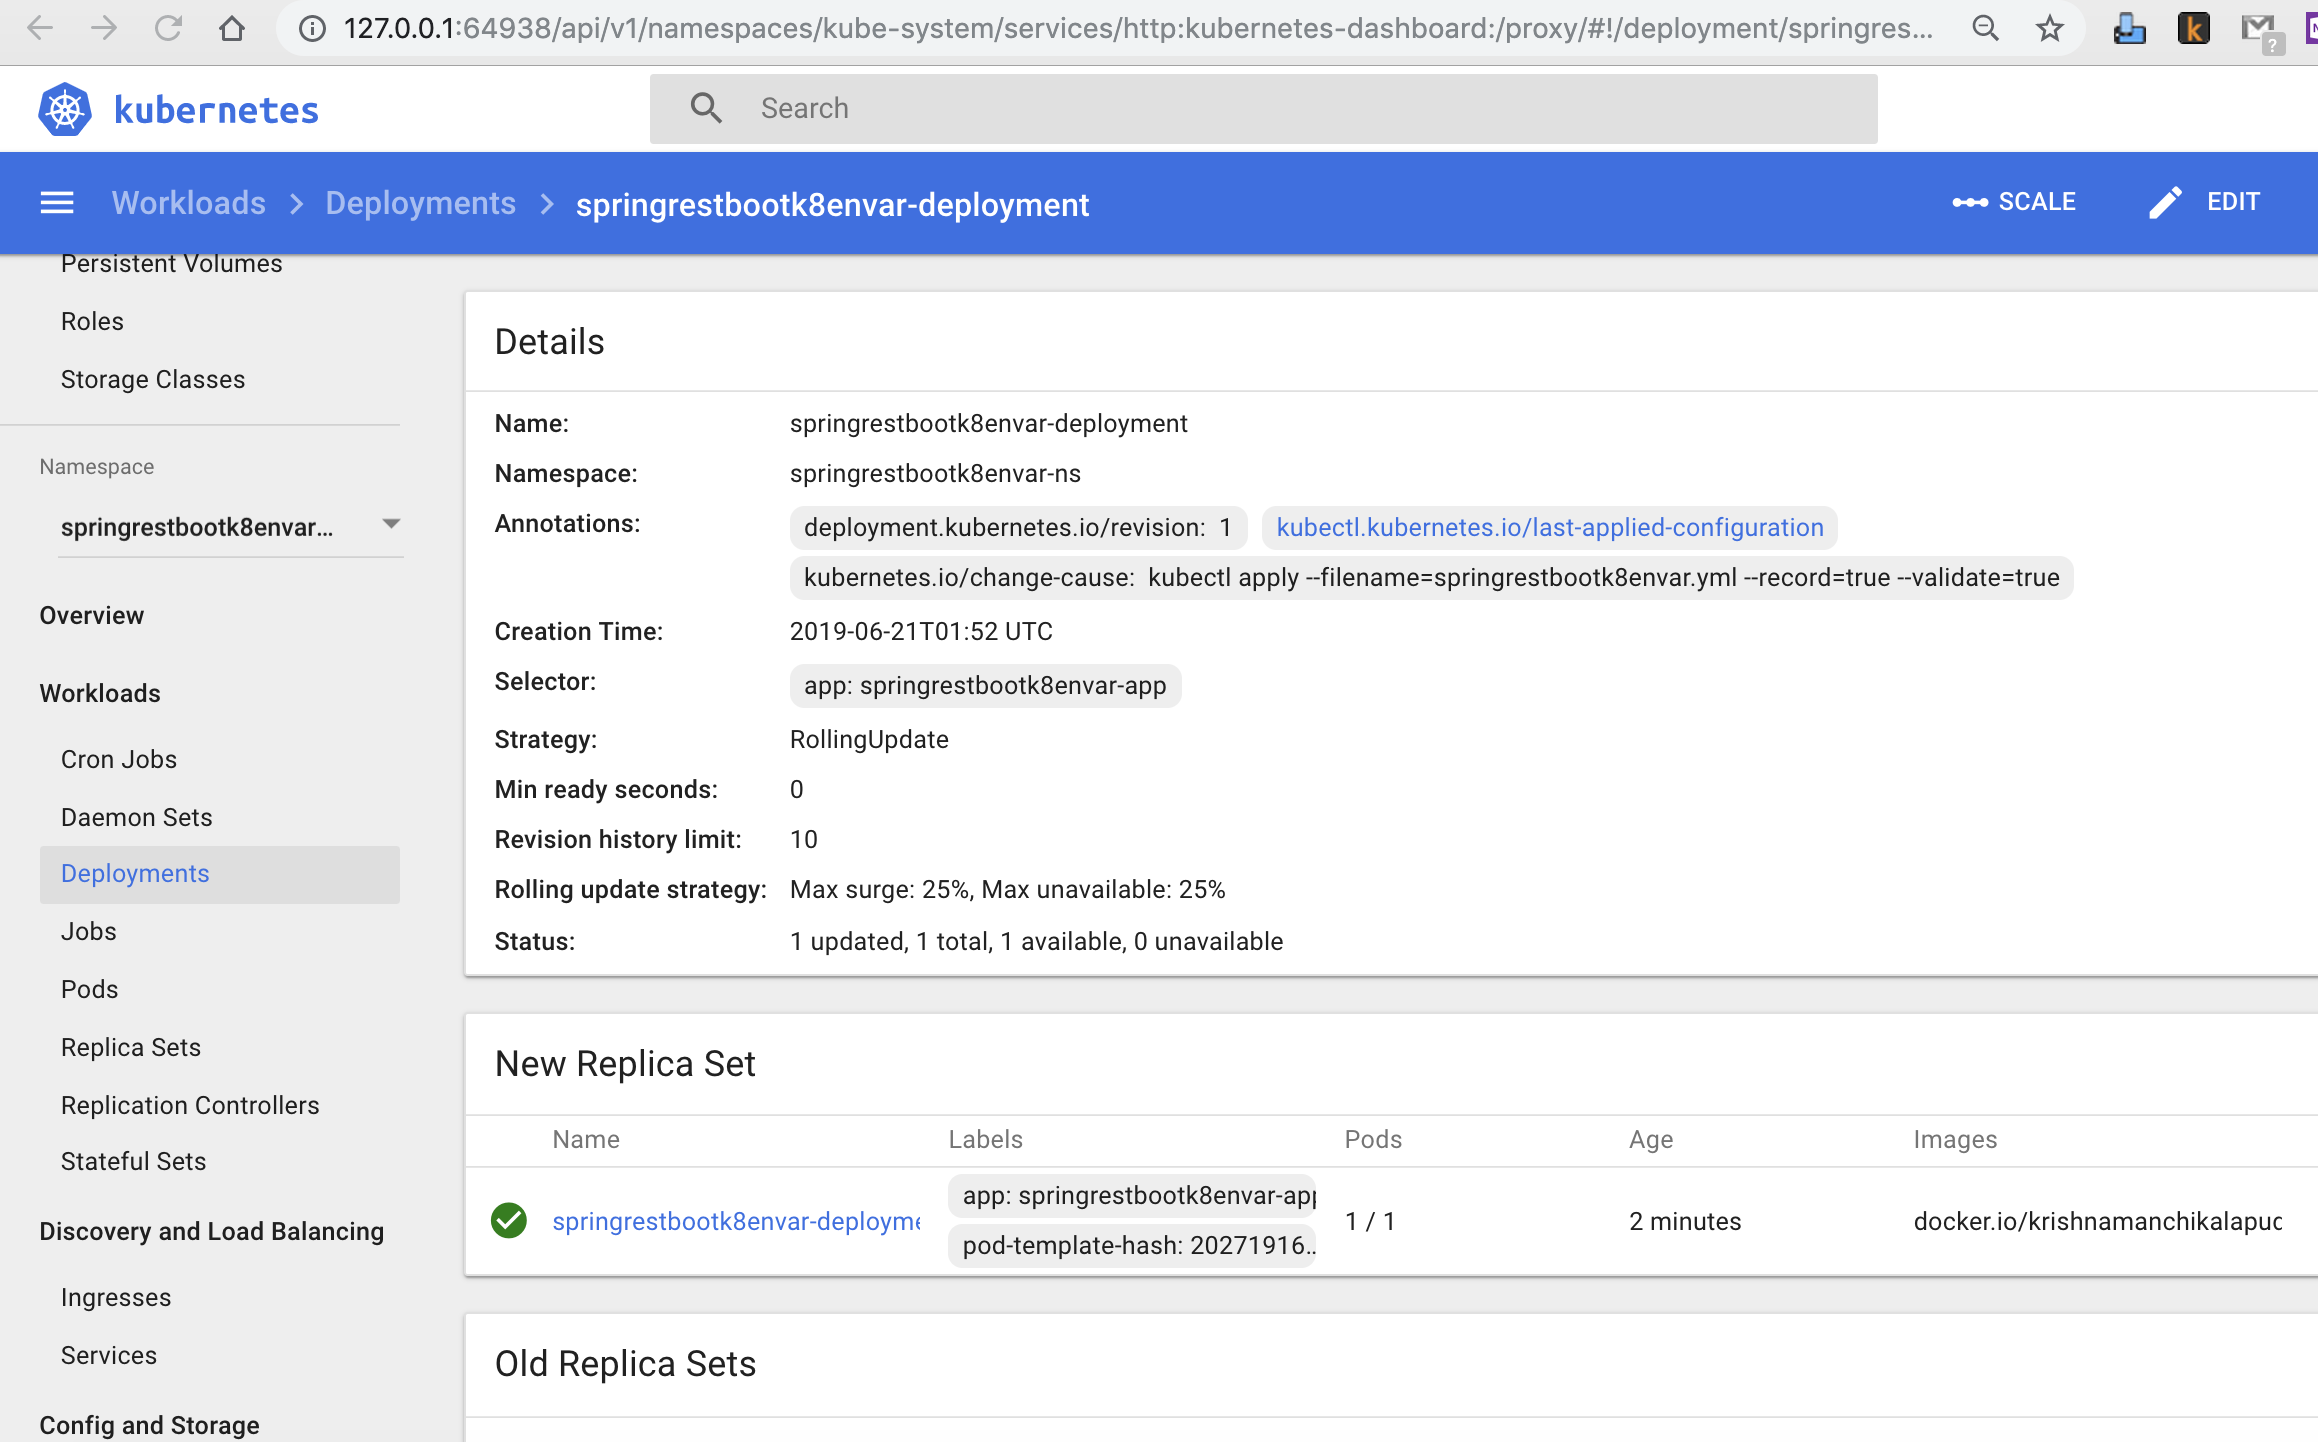 127.0.0.1:64938/api/v1/namespaces/kube-system/services/http:kubernetes-dashboard:/proxy/#!/deployment/springres...
kubernetes
Search
Workloads > Deployments > springrestbootk8envar-deployment
SCALE
EDIT
Persistent Volumes
Roles
Storage Classes
Namespace
springrestbootk8envar...
Overview
Workloads
Cron Jobs
Daemon Sets
Deployments
Jobs
Pods
Replica Sets
Replication Controllers
Stateful Sets
Discovery and Load Balancing
Ingresses
Services
Config and Storage
Details
Name: springrestbootk8envar-deployment
Namespace: springrestbootk8envar-ns
Annotations: deployment.kubernetes.io/revision: 1 kubectl.kubernetes.io/last-applied-configuration
kubernetes.io/change-cause: kubectl apply --filename=springrestbootk8envar.yml --record=true --validate=true
Creation Time: 2019-06-21T01:52 UTC
Selector: app: springrestbootk8envar-app
Strategy: RollingUpdate
Min ready seconds: 0
Revision history limit: 10
Rolling update strategy: Max surge: 25%, Max unavailable: 25%
Status: 1 updated, 1 total, 1 available, 0 unavailable
New Replica Set
Name Labels Pods Age Images
app: springrestbootk8envar-app
springrestbootk8envar-deployme 1 / 1 2 minutes docker.io/krishnamanchikalapuc
pod-template-hash: 20271916...
Old Replica Sets